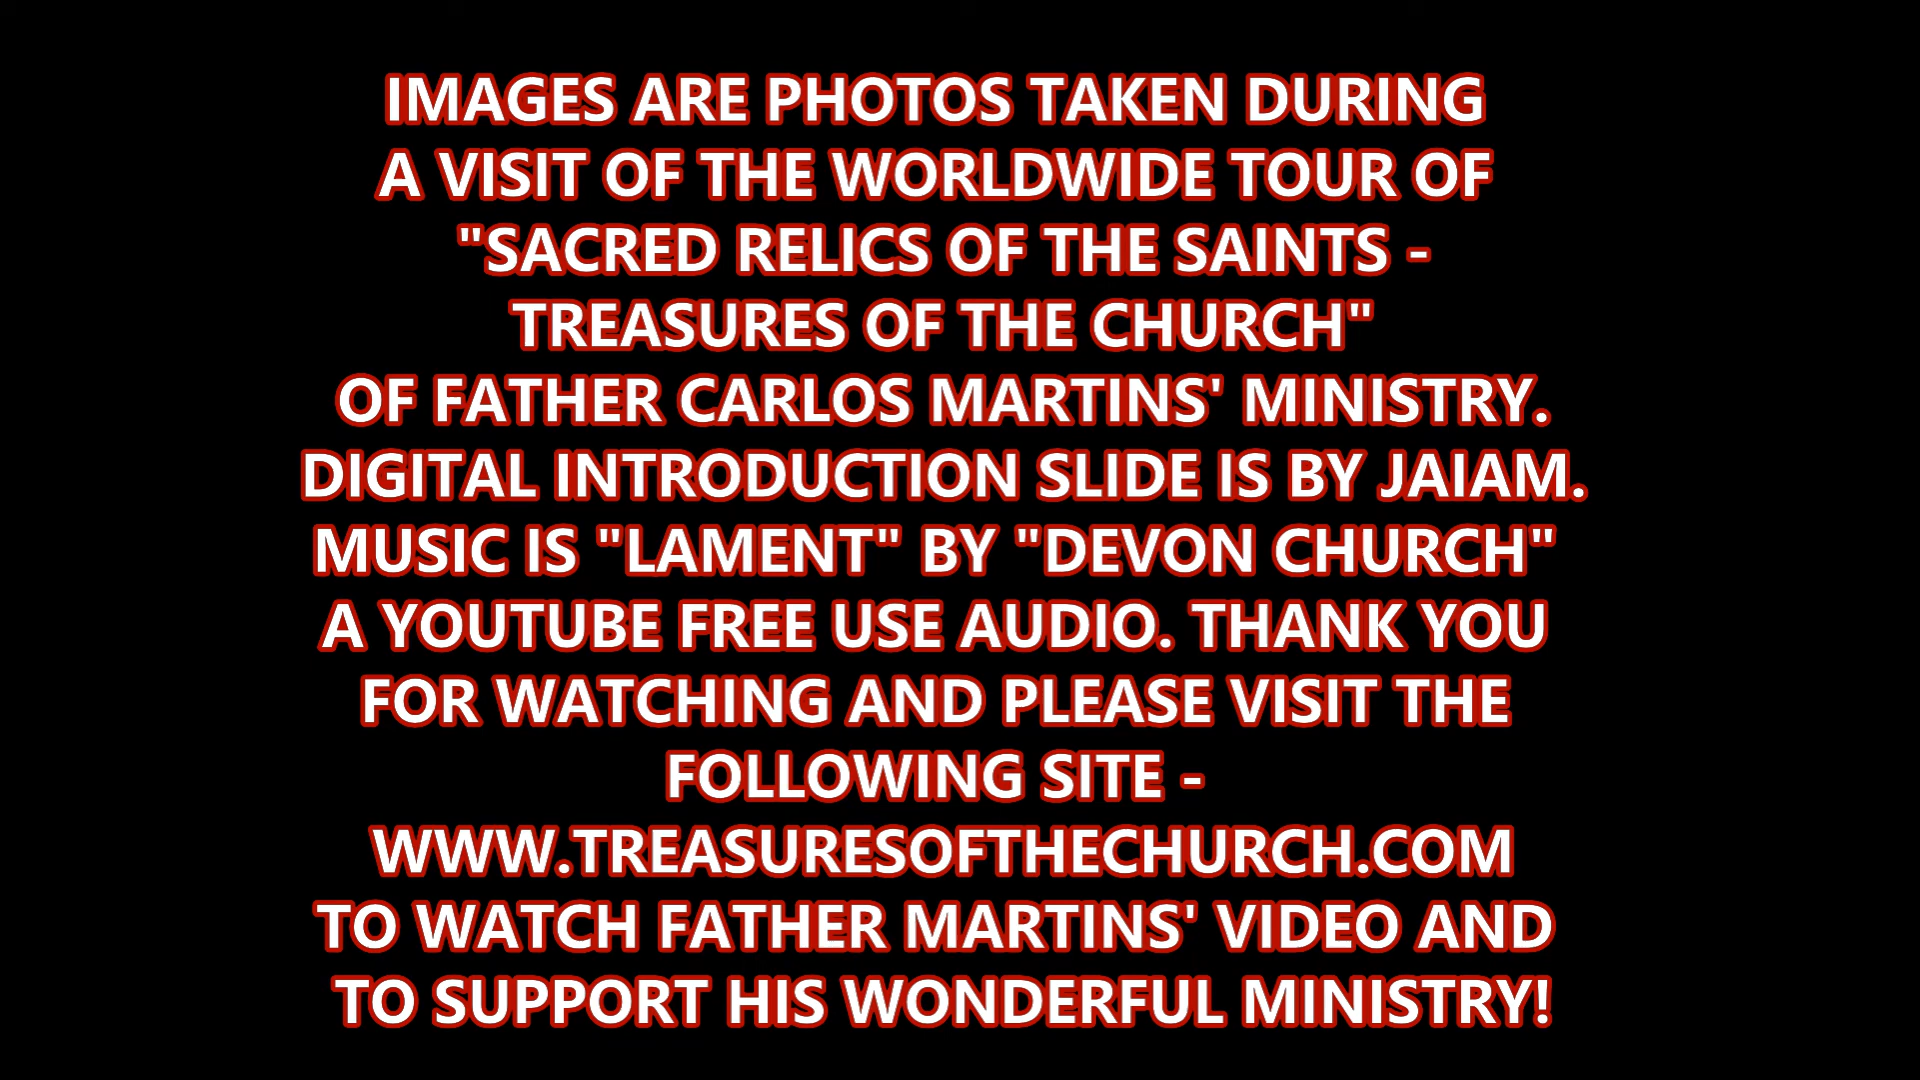 IMAGES ARE PHOTOS TAKEN DURING
A VISIT OF THE WORLDWIDE TOUR OF
"SACRED RELICS OF THE SAINTS -
TREASURES OF THE CHURCH"
OF FATHER CARLOS MARTINS' MINISTRY.
DIGITAL INTRODUCTION SLIDE IS BY JAIAM.
MUSIC IS "LAMENT" BY "DEVON CHURCH"
A YOUTUBE FREE USE AUDIO. THANK YOU
FOR WATCHING AND PLEASE VISIT THE
FOLLOWING SITE -
WWW.TREASURESOFTHECHURCH.COM
TO WATCH FATHER MARTINS' VIDEO AND
TO SUPPORT HIS WONDERFUL MINISTRY!